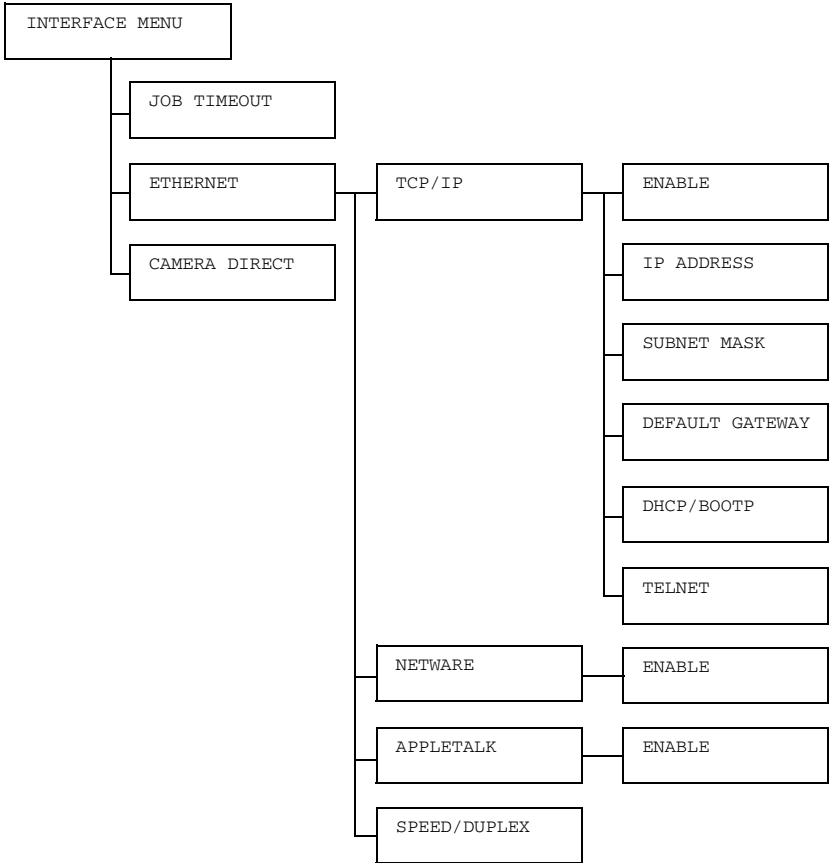 INTERFACE MENU
JOB TIMEOUT
ETHERNET
TCP/IP
ENABLE
CAMERA DIRECT
IP ADDRESS
SUBNET MASK
DEFAULT GATEWAY
DHCP/BOOTP
TELNET
NETWARE
ENABLE
APPLETALK
ENABLE
SPEED/DUPLEX